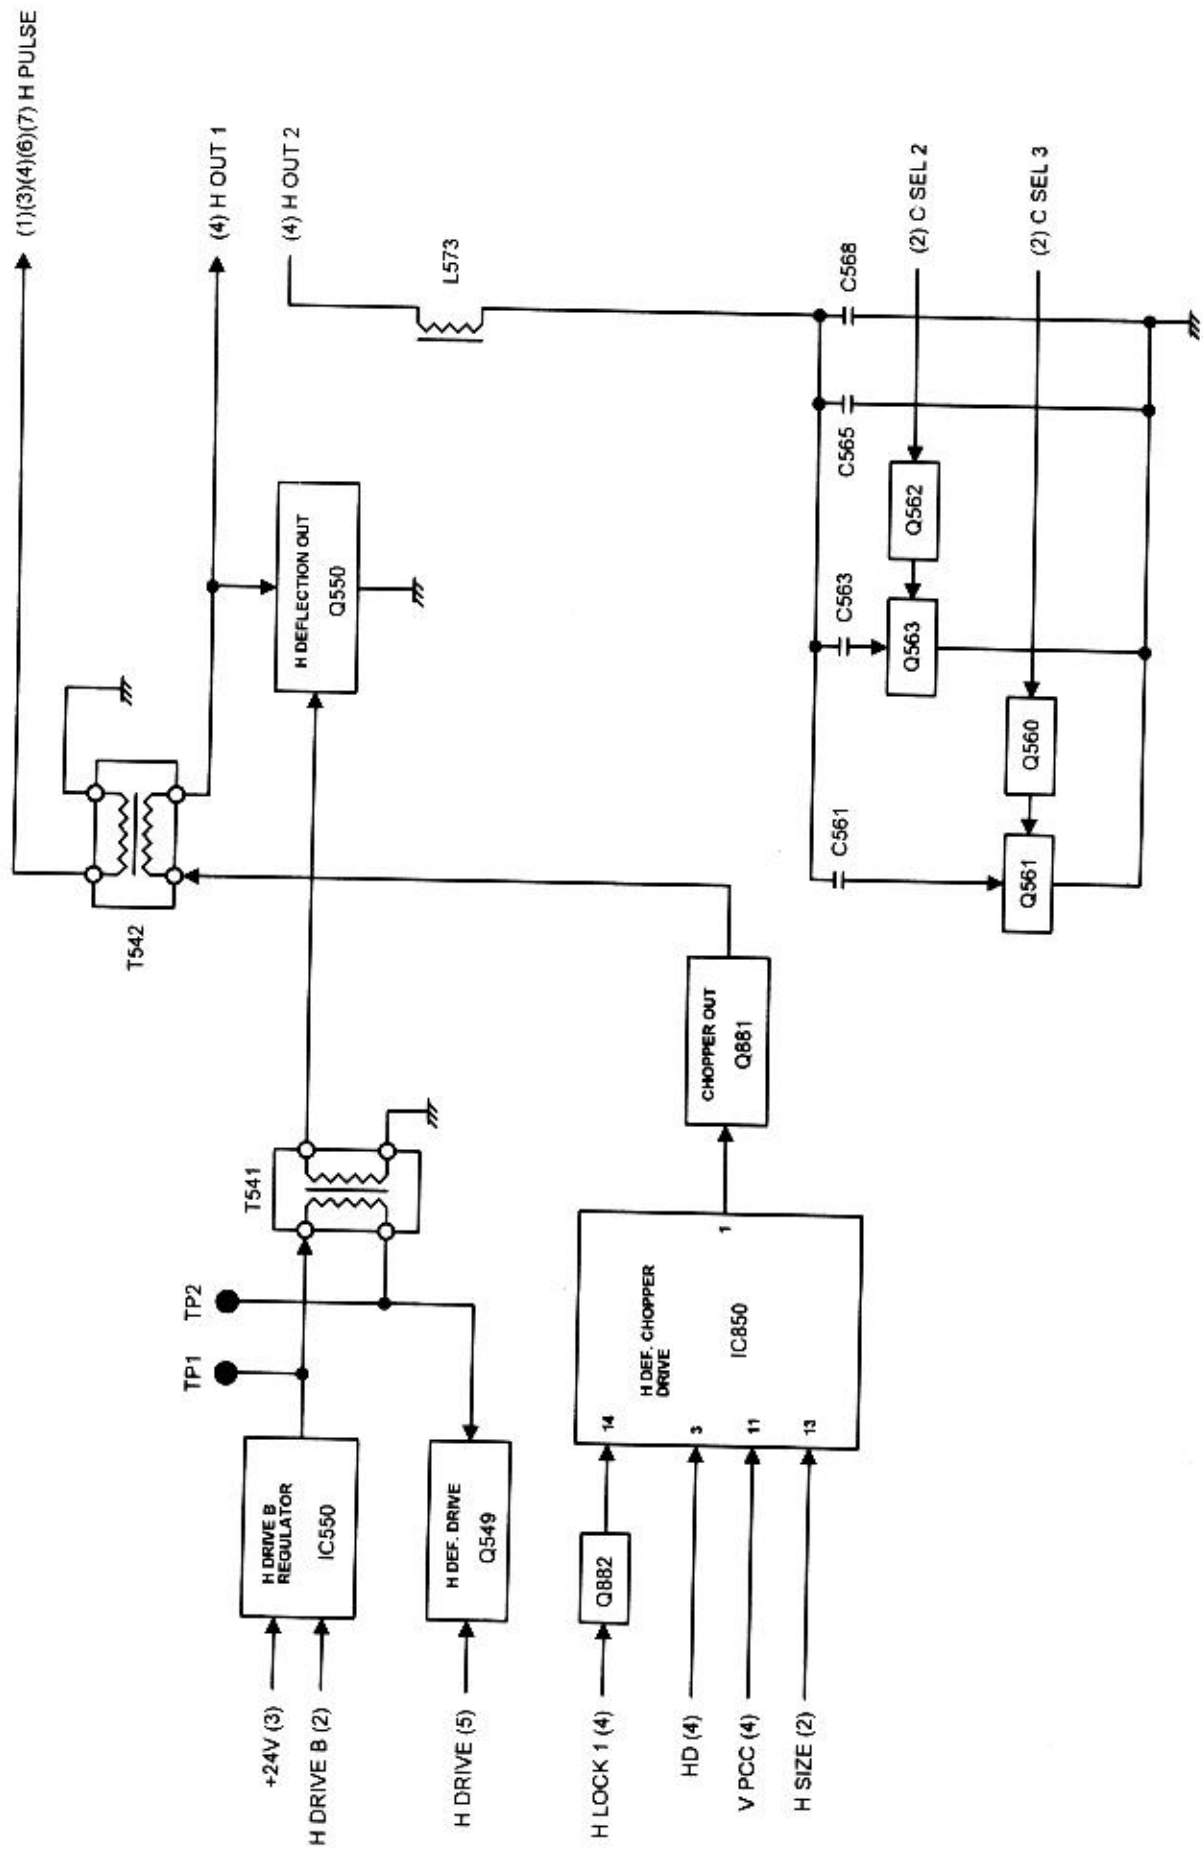 (1)(3)(4)(6)(7) H PULSE
(4) H OUT 1
(4) H OUT 2
T542
H DEFLECTION OUT
Q550
L573
T541
TP1
TP2
+24V (3)
H DRIVE B (2)
H DRIVE B
REGULATOR
IC550
H DRIVE (5)
H DEF. DRIVE
Q549
H LOCK 1 (4)
Q882
HD (4)
V PCC (4)
H SIZE (2)
14
3
11
13
H DEF. CHOPPER
DRIVE
IC850
1
CHOPPER OUT
Q881
C561
C563
C565
C568
Q562
Q563
(2) C SEL 2
Q560
Q561
(2) C SEL 3